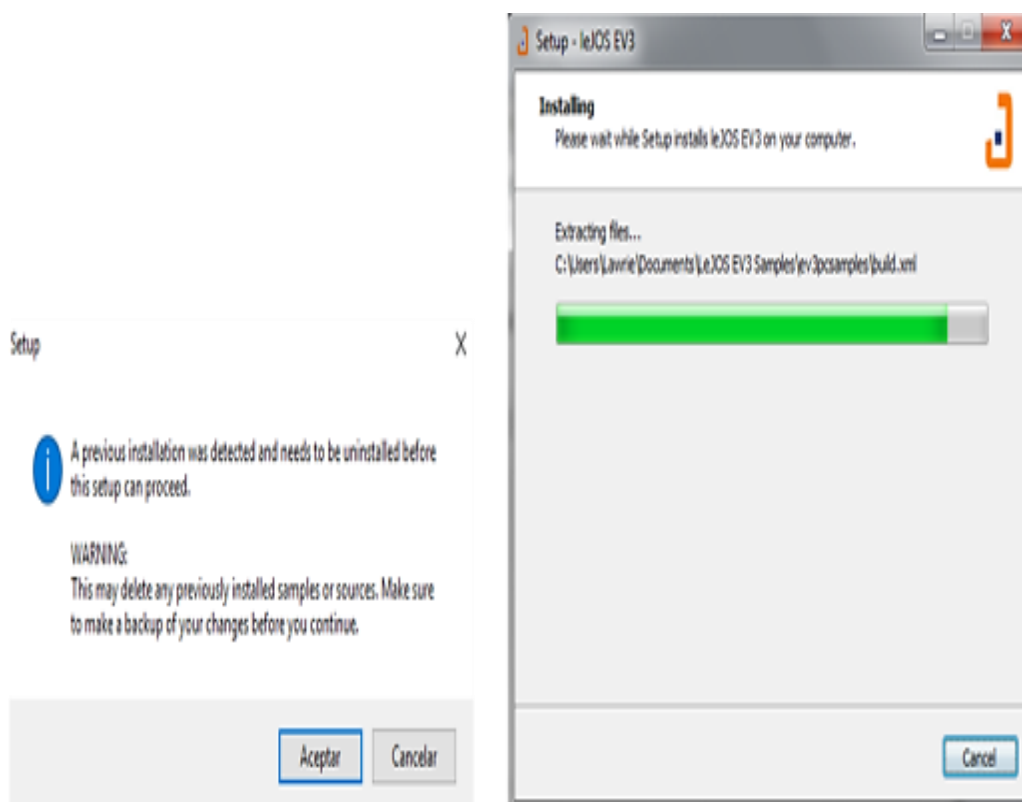 Setup
A previous installation was detected and needs to be uninstalled before
this setup can proceed.
WARNING:
This may delete any previously installed samples or sources. Make sure
to make a backup of your changes before you continue.
Aceptar
Cancelar
Setup - leJOS EV3
Installing
Please wait while Setup installs leJOS EV3 on your computer.
Extracting files...
C:\Users\Lawrie\Documents\LeJOS EV3 Samples\ev3pcsamples\build.xml
Cancel